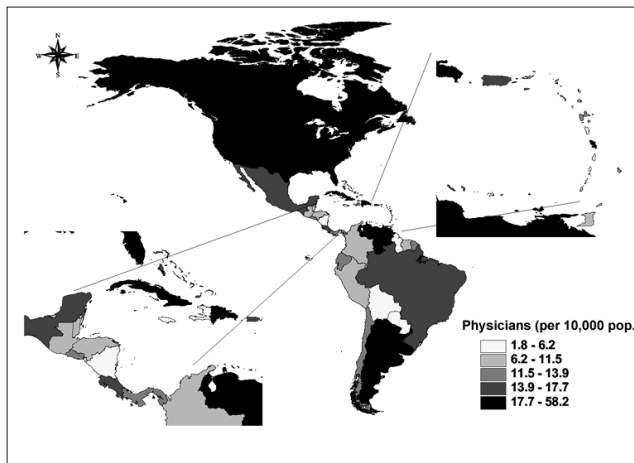 N
W E
S
Physicians (per 10,000 pop.
1.8 - 6.2
6.2 - 11.5
11.5 - 13.9
13.9 - 17.7
17.7 - 58.2